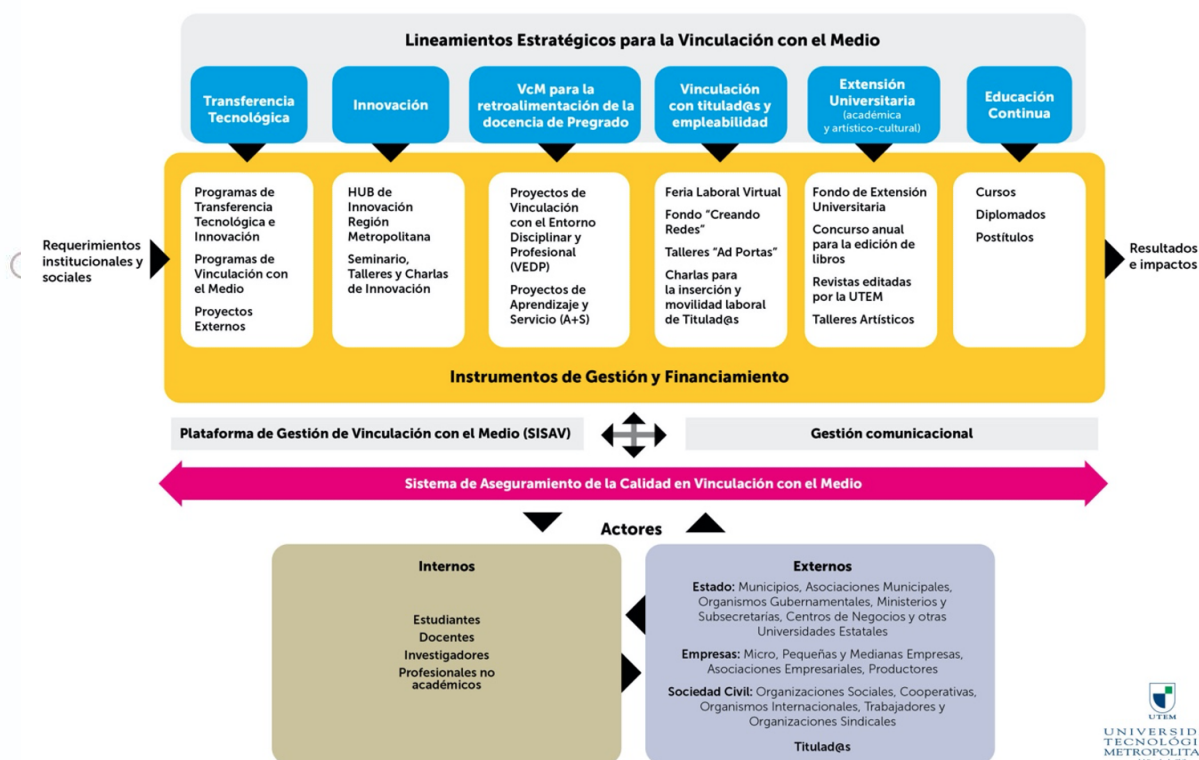 Lineamientos Estratégicos para la Vinculación con el Medio
Transferencia
Tecnológica
Innovación
VcM para la
retroalimentación de la
docencia de Pregrado
Vinculación
con titulad@s y
empleabilidad
Extensión
Universitaria
(académica
y artístico-cultural)
Educación
Continua
Requerimientos
institucionales y
sociales
Programas de
Transferencia
Tecnológica e
Innovación
Programas de
Vinculación con
el Medio
Proyectos
Externos
HUB de
Innovación
Región
Metropolitana
Seminario,
Talleres y Charlas
de Innovación
Proyectos de
Vinculación
con el Entorno
Disciplinar y
Profesional
(VEDP)
Proyectos de
Aprendizaje y
Servicio (A+S)
Feria Laboral Virtual
Fondo "Creando
Redes"
Talleres "Ad Portas"
Charlas para
la inserción y
movilidad laboral
de Titulad@s
Fondo de Extensión
Universitaria
Concurso anual
para la edición de
libros
Revistas editadas
por la UTEM
Talleres Artísticos
Cursos
Diplomados
Postítulos
Resultados
e impactos
Instrumentos de Gestión y Financiamiento
Plataforma de Gestión de Vinculación con el Medio (SISAV)
Gestión comunicacional
Sistema de Aseguramiento de la Calidad en Vinculación con el Medio
Actores
Internos
Estudiantes
Docentes
Investigadores
Profesionales no
académicos
Externos
Estado: Municipios, Asociaciones Municipales,
Organismos Gubernamentales, Ministerios y
Subsecretarías, Centros de Negocios y otras
Universidades Estatales
Empresas: Micro, Pequeñas y Medianas Empresas,
Asociaciones Empresariales, Productores
Sociedad Civil: Organizaciones Sociales, Cooperativas,
Organismos Internacionales, Trabajadores y
Organizaciones Sindicales
Titulad@s
UTEM
UNIVERSID
TECNOLÓGI
METROPOLITA